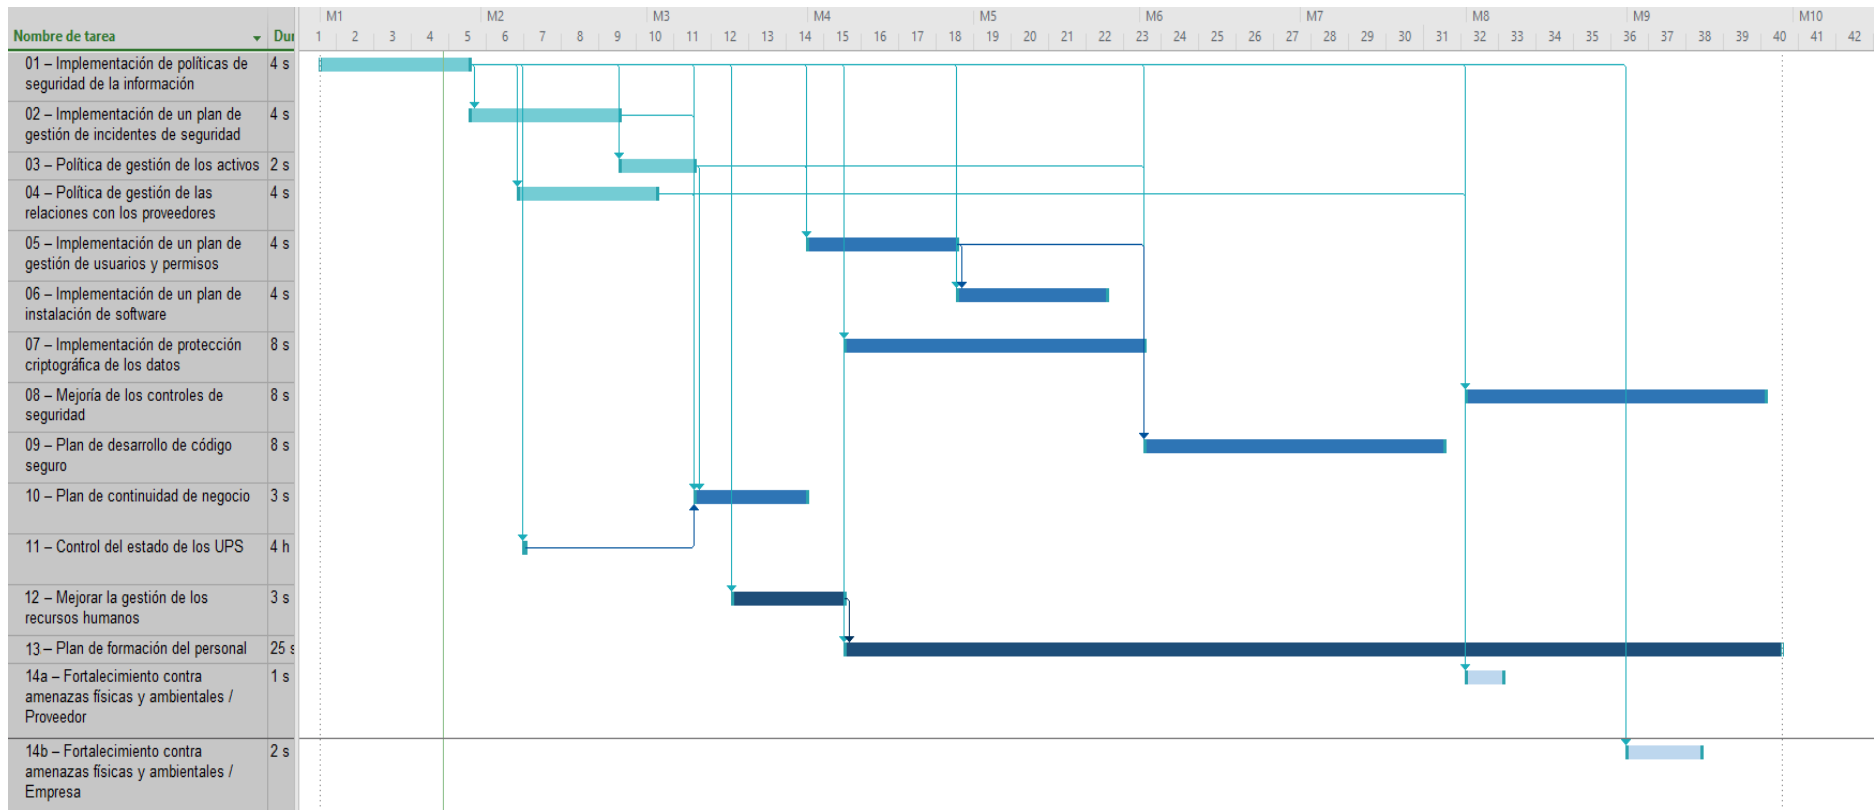 M1 M2 M3 M4 M5 M6 M7 M8 M9 M10
Nombre de tarea Dur 1 2 3 4 5 6 7 8 9 10 11 12 13 14 15 16 17 18 19 20 21 22 23 24 25 26 27 28 29 30 31 32 33 34 35 36 37 38 39 40 41 42
01 – Implementación de políticas de 4 s
seguridad de la información
02 – Implementación de un plan de 4 s
gestión de incidentes de seguridad
03 – Política de gestión de los activos 2 s
04 – Política de gestión de las 4 s
relaciones con los proveedores
05 – Implementación de un plan de 4 s
gestión de usuarios y permisos
06 – Implementación de un plan de 4 s
instalación de software
07 – Implementación de protección 8 s
criptográfica de los datos
08 – Mejoría de los controles de 8 s
seguridad
09 – Plan de desarrollo de código 8 s
seguro
10 – Plan de continuidad de negocio 3 s
11 – Control del estado de los UPS 4 h
12 – Mejorar la gestión de los 3 s
recursos humanos
13 – Plan de formación del personal 25 s
14a – Fortalecimiento contra 1 s
amenazas físicas y ambientales /
Proveedor
14b – Fortalecimiento contra 2 s
amenazas físicas y ambientales /
Empresa